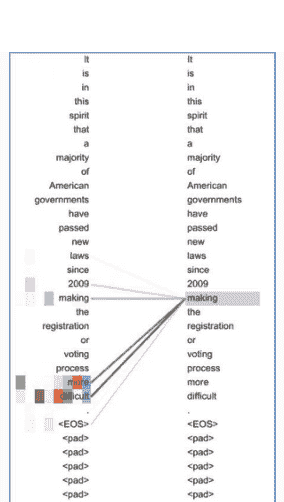 It It
is is
in in
this this
spirit spirit
that that
a a
majority majority
of of
American American
governments governments
have have
passed passed
new new
laws laws
since since
2009 2009
making making
the the
registration registration
or or
voting voting
process process
more more
difficult difficult
. .
<EOS> <EOS>
<pad> <pad>
<pad> <pad>
<pad> <pad>
<pad> <pad>
<pad> <pad>